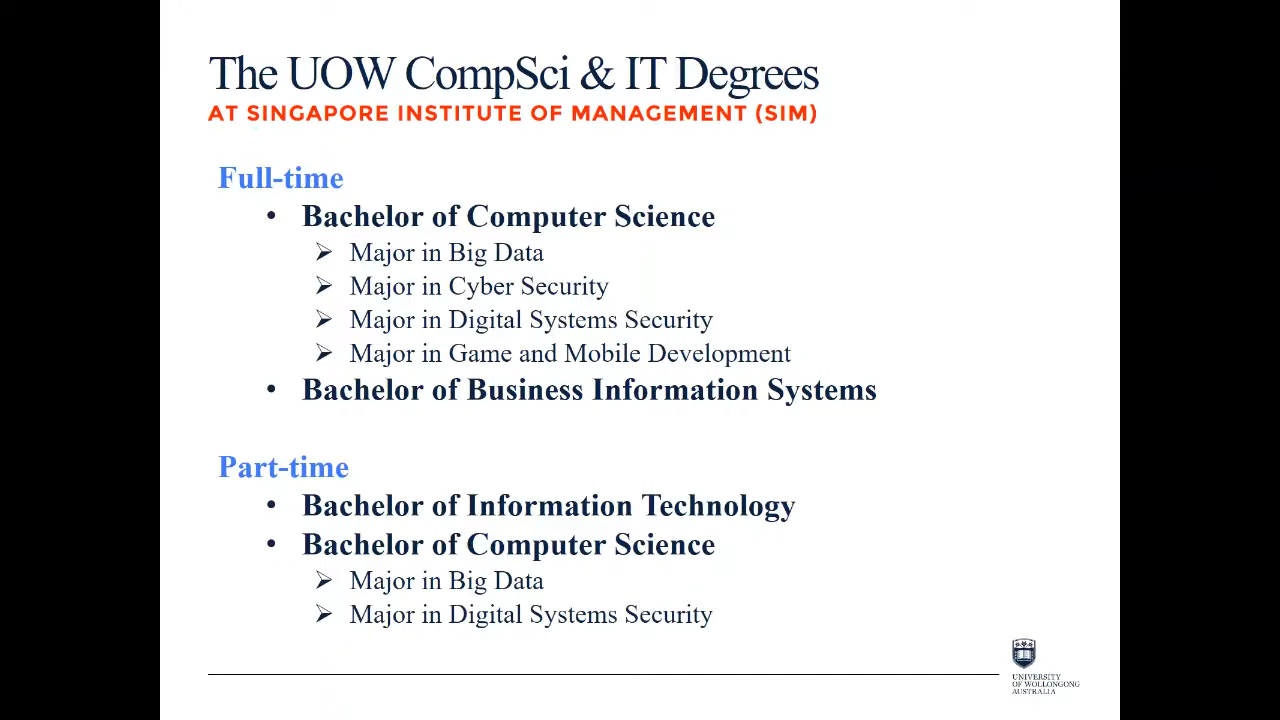 The UOW CompSci & IT Degrees
AT SINGAPORE INSTITUTE OF MANAGEMENT (SIM)
Full-time
• Bachelor of Computer Science
➢ Major in Big Data
➢ Major in Cyber Security
➢ Major in Digital Systems Security
➢ Major in Game and Mobile Development
• Bachelor of Business Information Systems
Part-time
• Bachelor of Information Technology
• Bachelor of Computer Science
➢ Major in Big Data
➢ Major in Digital Systems Security
UNIVERSITY
OF WOLLONGONG
AUSTRALIA